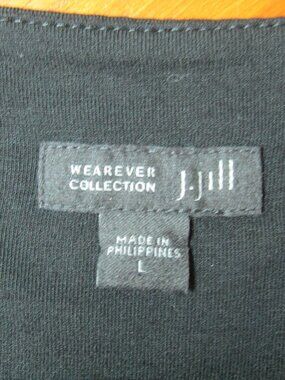 WEAREVER
COLLECTION
J.Jill
MADE IN
PHILIPPINES
L